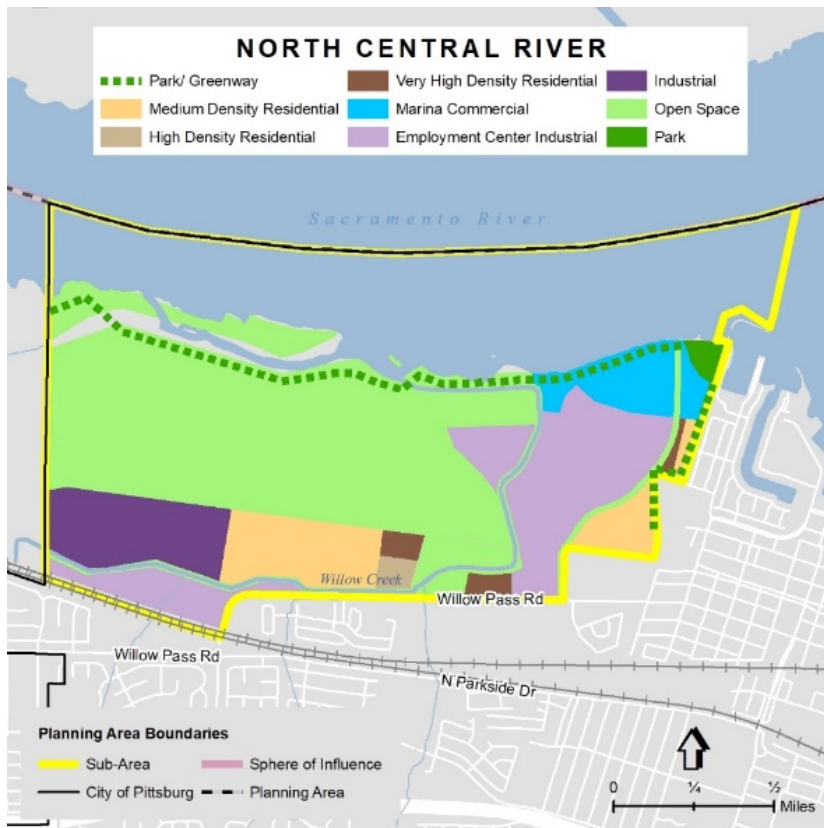 NORTH CENTRAL RIVER
Park/ Greenway
Very High Density Residential
Industrial
Medium Density Residential
Marina Commercial
Open Space
High Density Residential
Employment Center Industrial
Park
Sacramento River
Willow Creek
Willow Pass Rd
Willow Pass Rd
N Parkside Dr
Planning Area Boundaries
Sub-Area
Sphere of Influence
City of Pittsburg
Planning Area
0 ¼ ½
Miles